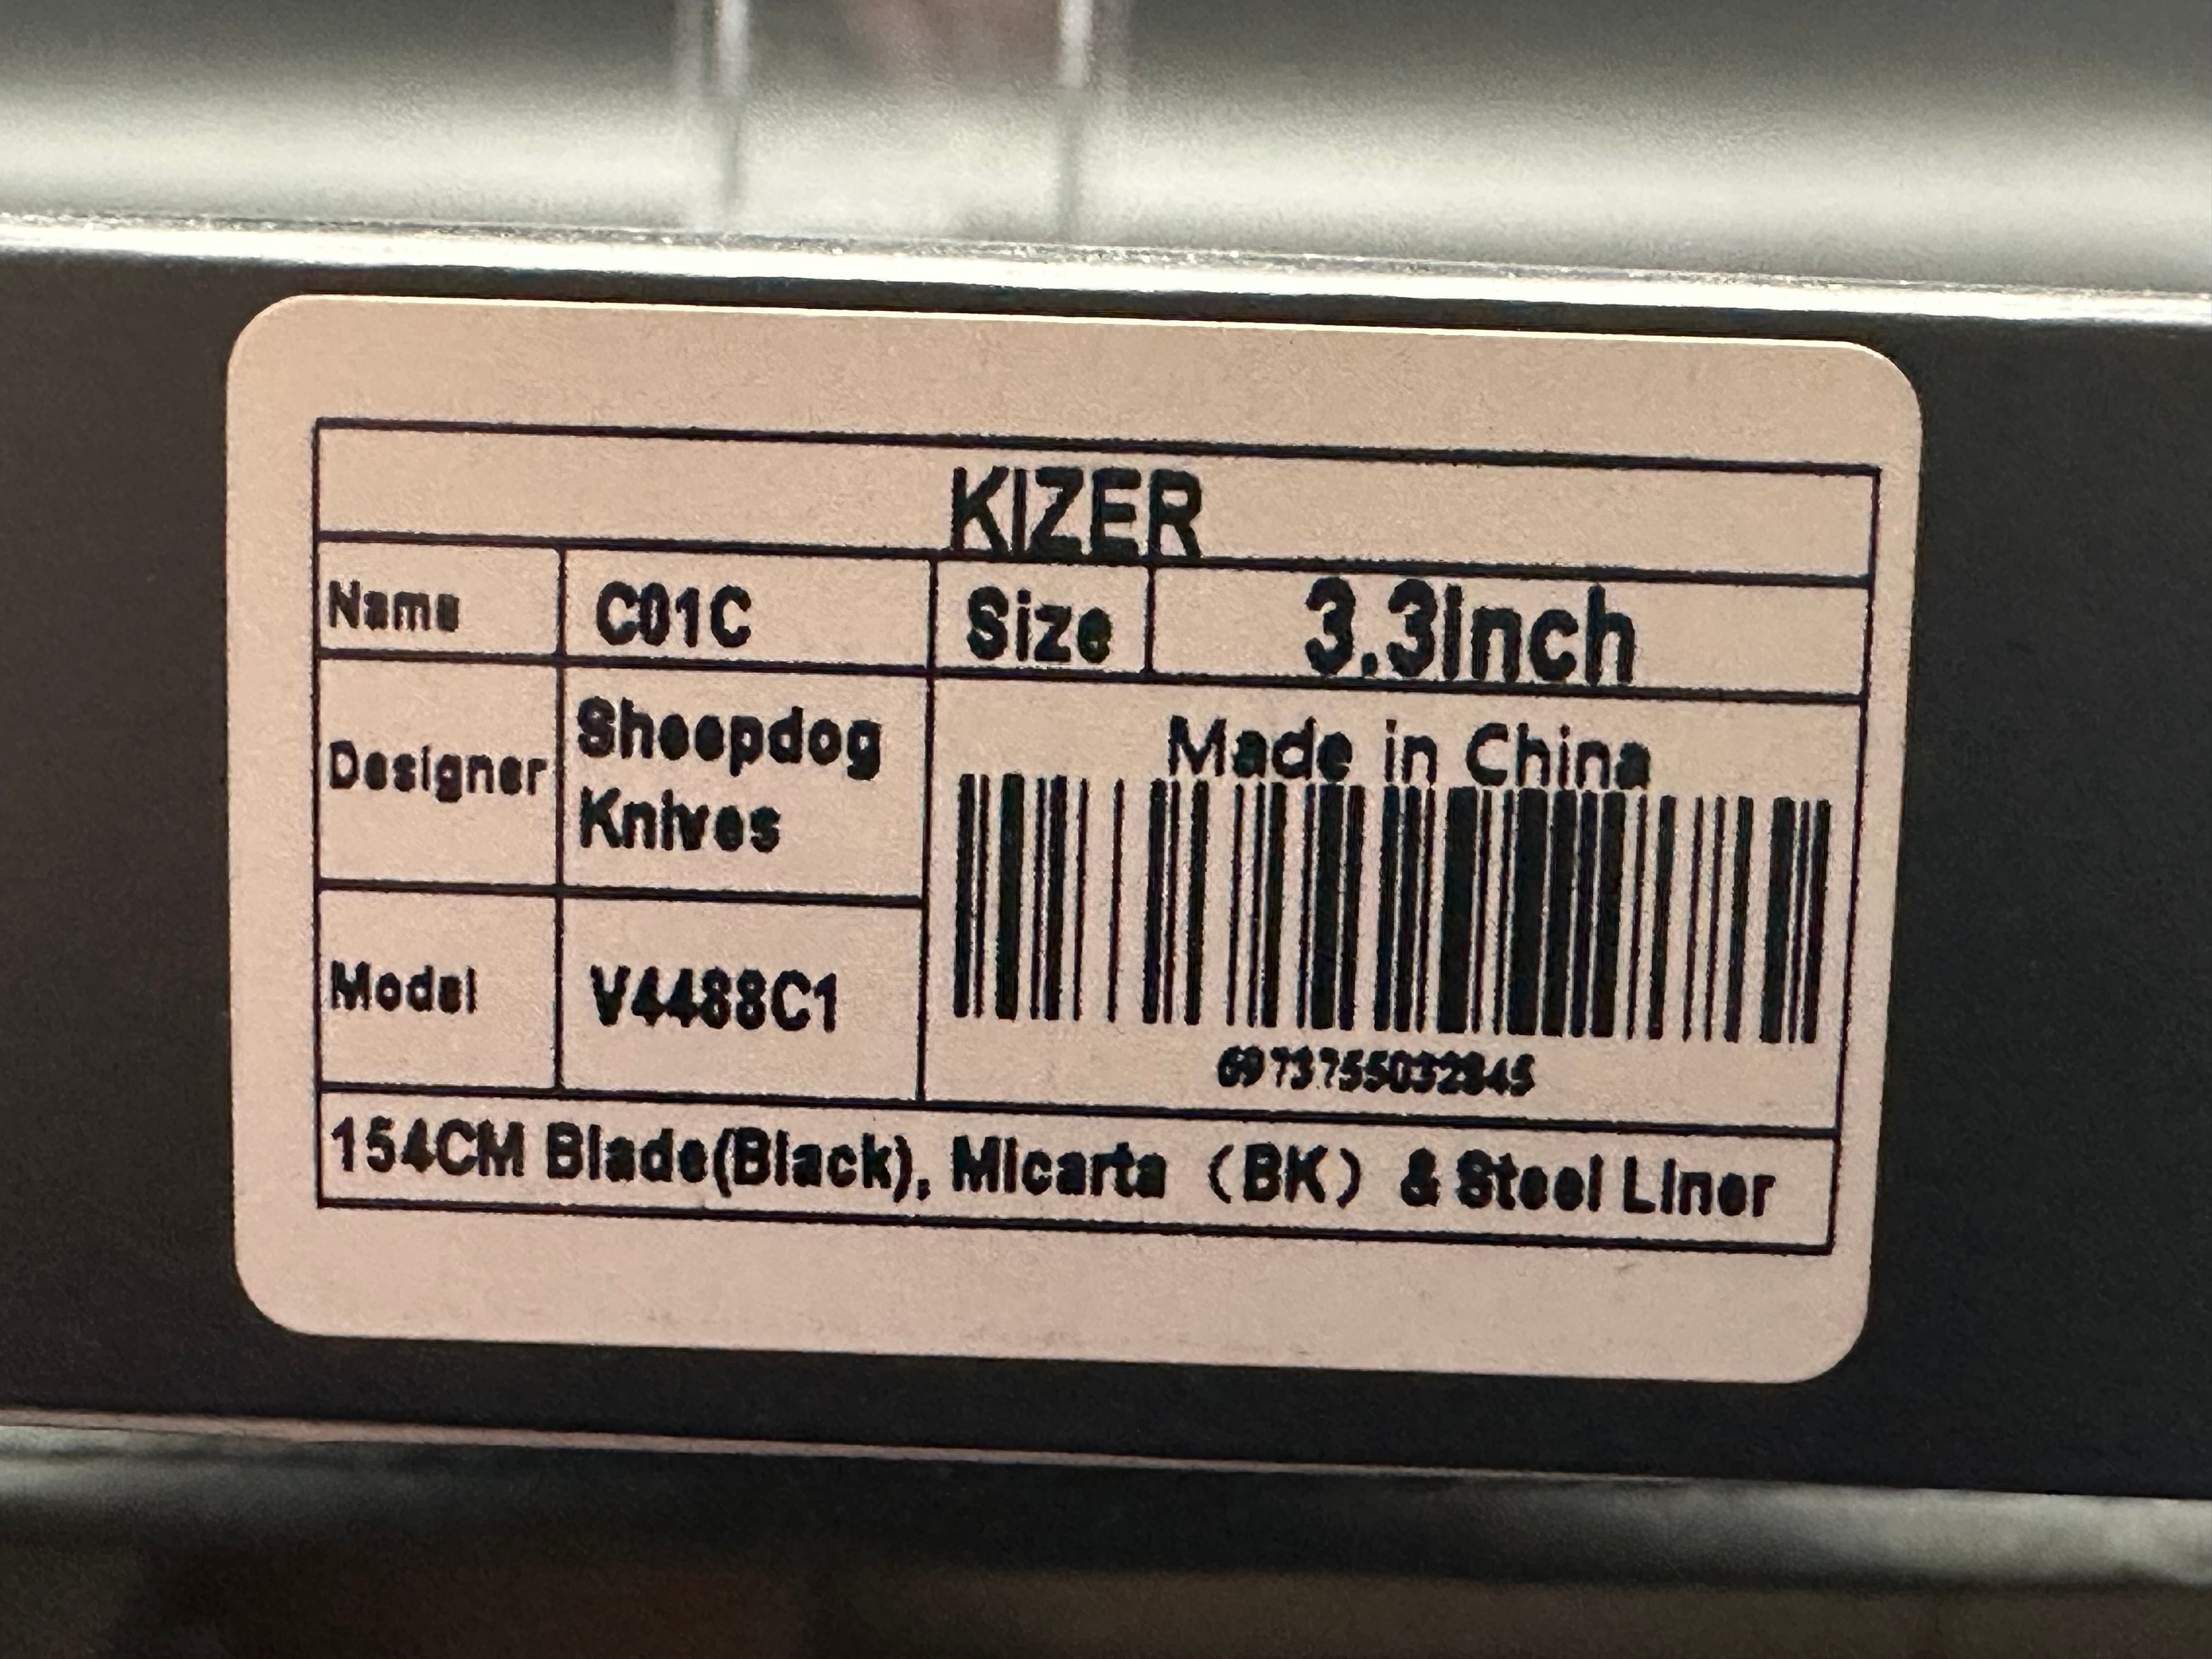 KIZER
Name C01C Size 3.3Inch
Designer Sheepdog Knives
Made in China
Model V4488C1
6973755032845
154CM Blade(Black), Micarta （BK） & Steel Liner